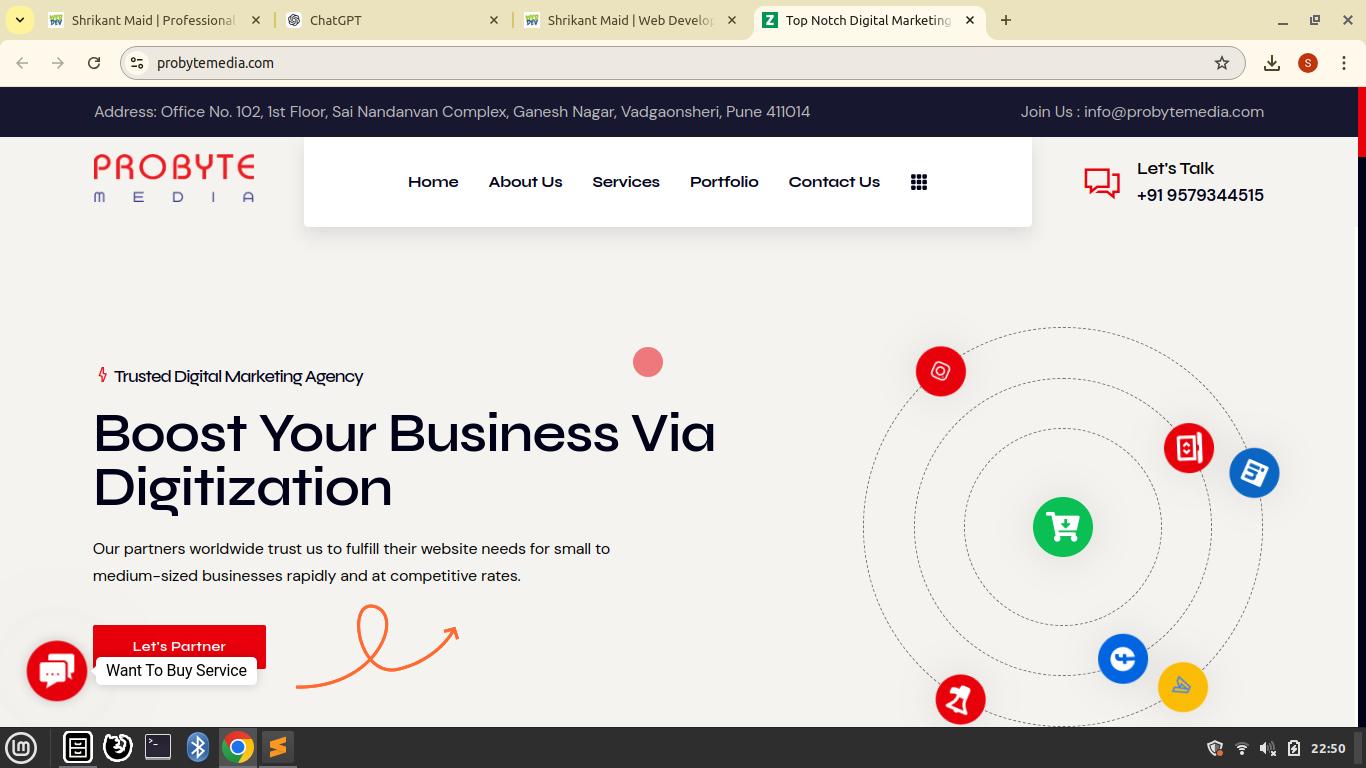 Shrikant Maid | Professional
ChatGPT
Shrikant Maid | Web Develop
Top Notch Digital Marketing
probytemedia.com
S
Address: Office No. 102, 1st Floor, Sai Nandanvan Complex, Ganesh Nagar, Vadgaonsheri, Pune 411014
Join Us : info@probytemedia.com
PROBYTE
MEDIA
Home
About Us
Services
Portfolio
Contact Us
Let's Talk
+91 9579344515
Trusted Digital Marketing Agency
Boost Your Business Via
Digitization
Our partners worldwide trust us to fulfill their website needs for small to
medium-sized businesses rapidly and at competitive rates.
Let's Partner
Want To Buy Service
22:50